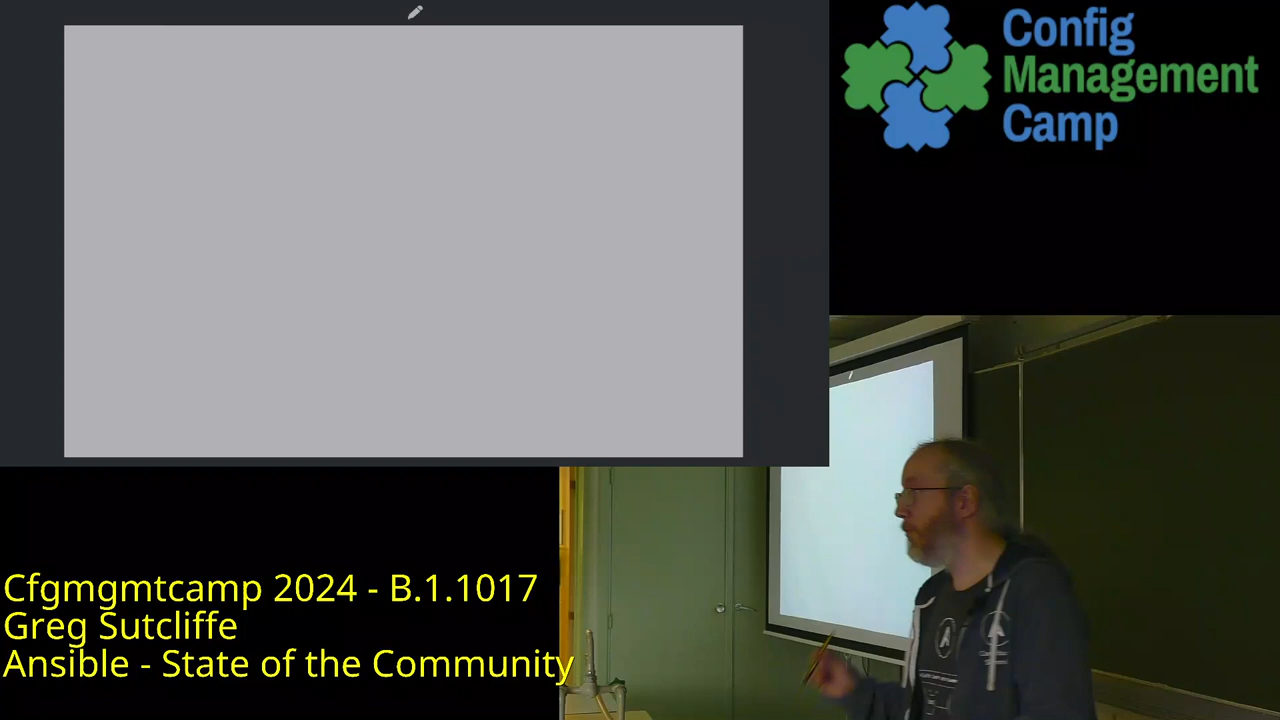 Config
Management
Camp
Cfgmgmtcamp 2024 - B.1.1017
Greg Sutcliffe
Ansible - State of the Community